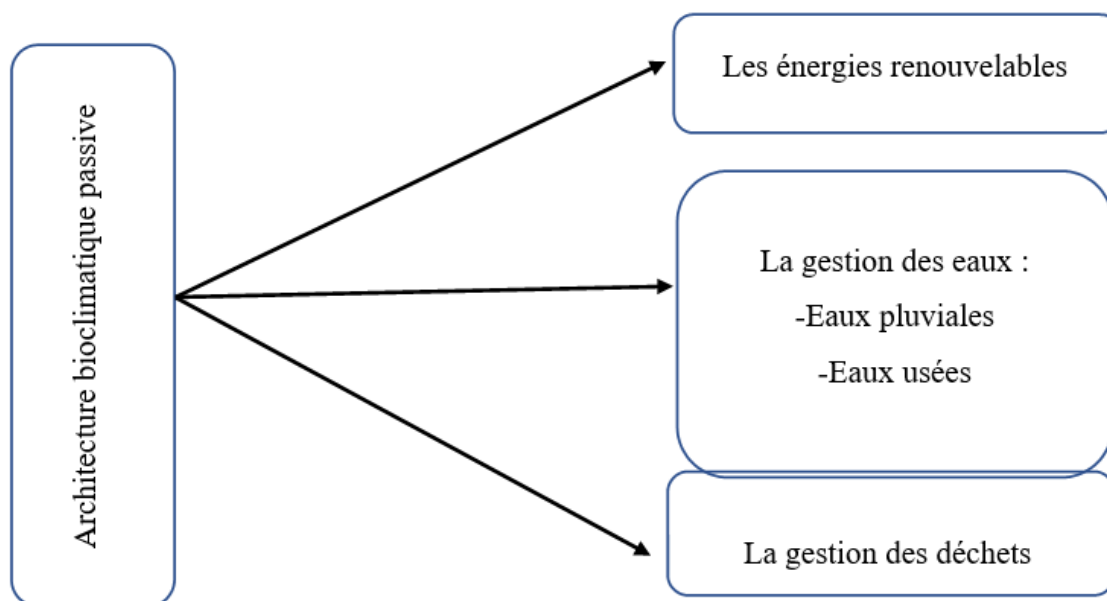 Architecture bioclimatique passive
Les énergies renouvelables
La gestion des eaux :
-Eaux pluviales
-Eaux usées
La gestion des déchets